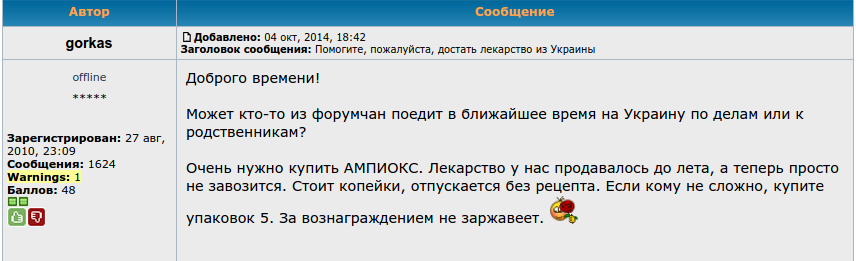 Автор
Сообщение
gorkas
Добавлено: 04 окт, 2014, 18:42
Заголовок сообщения: Помогите, пожалуйста, достать лекарство из Украины
offline
*****
Зарегистрирован: 27 авг,
2010, 23:09
Сообщения: 1624
Warnings: 1
Баллов: 48
Доброго времени!
Может кто-то из форумчан поедит в ближайшее время на Украину по делам или к
родственникам?
Очень нужно купить АМПИОКС. Лекарство у нас продавалось до лета, а теперь просто
не завозится. Стоит копейки, отпускается без рецепта. Если кому не сложно, купите
упаковок 5. За вознаграждением не заржавеет.